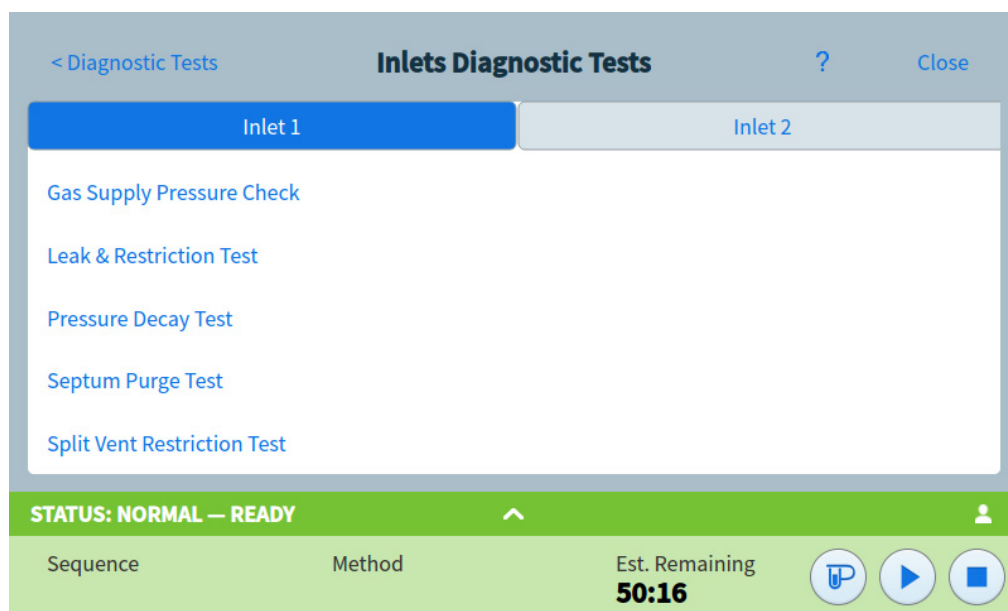 < Diagnostic Tests Inlets Diagnostic Tests ? Close
Inlet 1 Inlet 2
Gas Supply Pressure Check
Leak & Restriction Test
Pressure Decay Test
Septum Purge Test
Split Vent Restriction Test
STATUS: NORMAL — READY
Sequence Method Est. Remaining
50:16